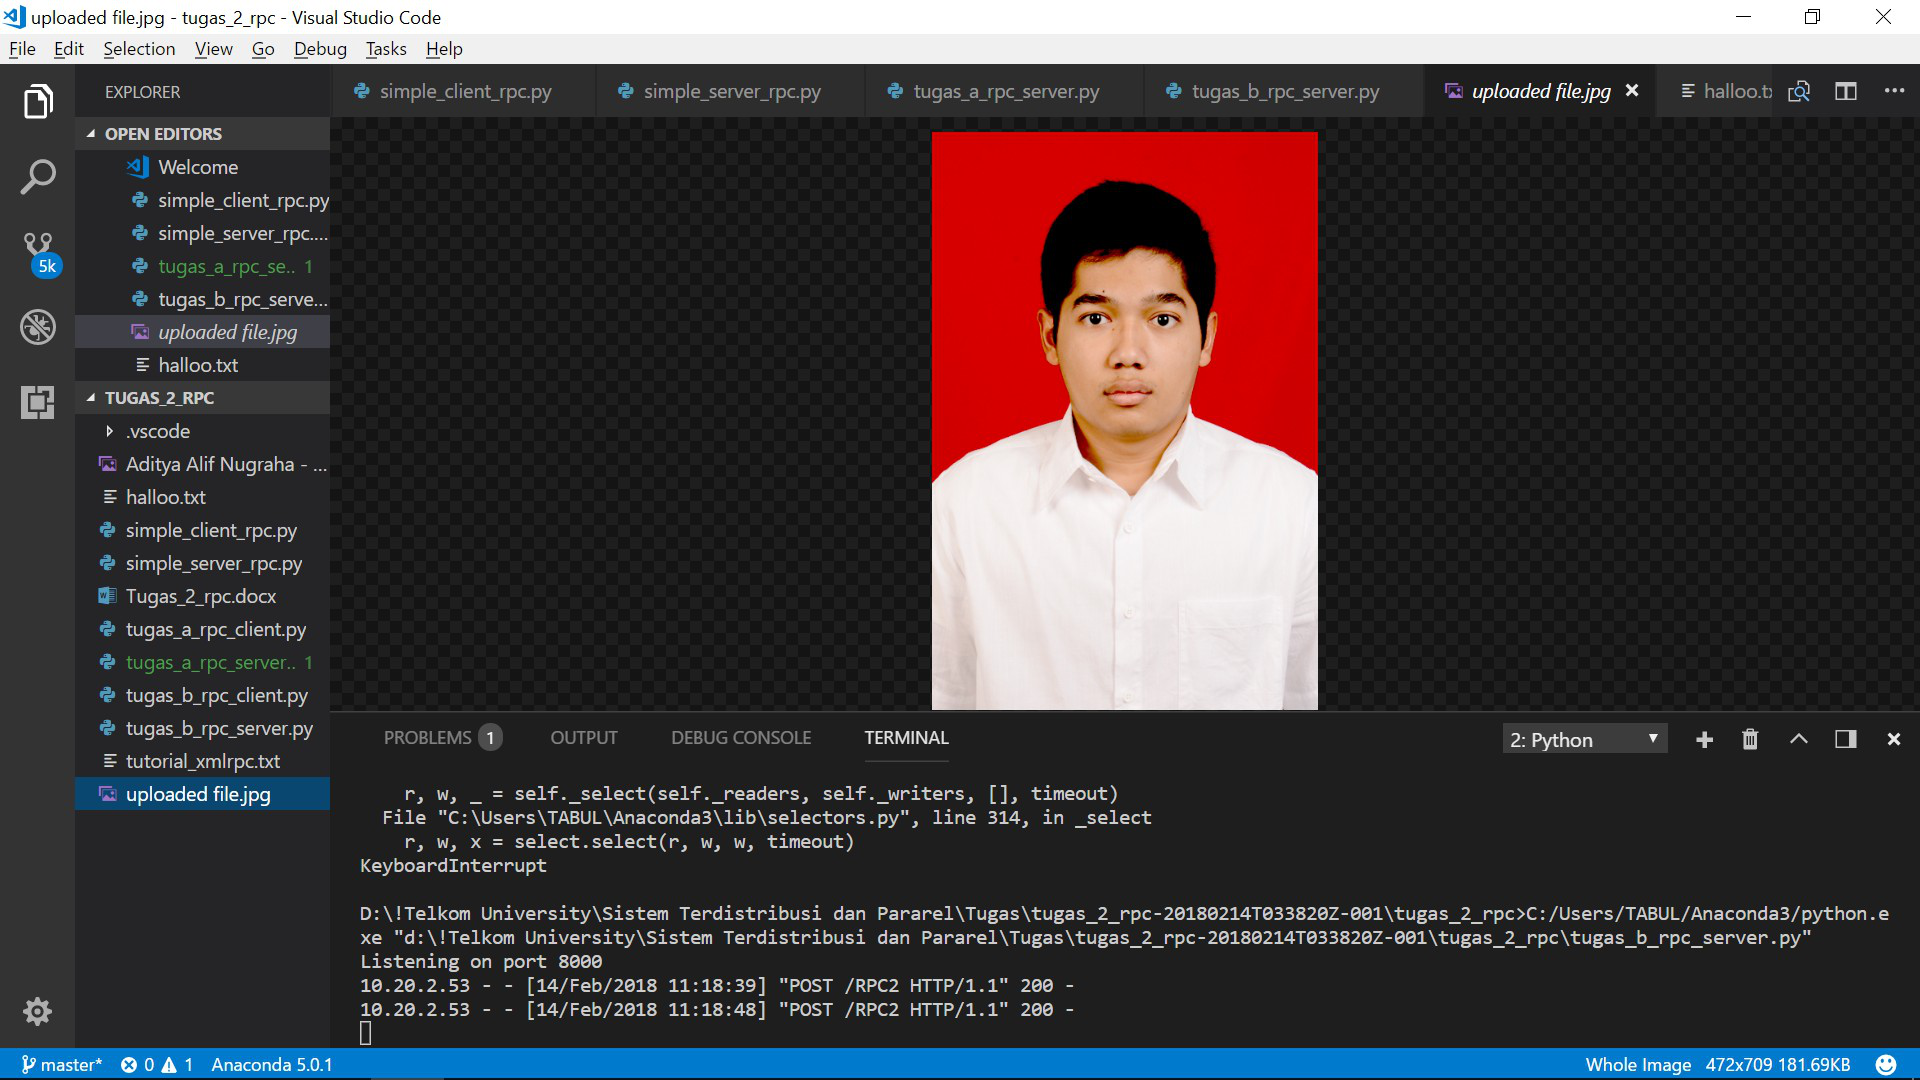 uploaded file.jpg - tugas_2_rpc - Visual Studio Code
File Edit Selection View Go Debug Tasks Help
EXPLORER
OPEN EDITORS
Welcome
simple_client_rpc.py
simple_server_rpc....
tugas_a_rpc_se.. 1
tugas_b_rpc_serve...
uploaded file.jpg
halloo.txt
5k
TUGAS_2_RPC
.vscode
Aditya Alif Nugraha - ...
halloo.txt
simple_client_rpc.py
simple_server_rpc.py
Tugas_2_rpc.docx
tugas_a_rpc_client.py
tugas_a_rpc_server.. 1
tugas_b_rpc_client.py
tugas_b_rpc_server.py
tutorial_xmlrpc.txt
uploaded file.jpg
simple_client_rpc.py simple_server_rpc.py tugas_a_rpc_server.py tugas_b_rpc_server.py uploaded file.jpg halloo.tx
PROBLEMS 1 OUTPUT DEBUG CONSOLE TERMINAL 2: Python
r, w, _ = self._select(self._readers, self._writers, [], timeout)
File "C:\Users\TABUL\Anaconda3\lib\selectors.py", line 314, in _select
r, w, x = select.select(r, w, w, timeout)
KeyboardInterrupt
D:\!Telkom University\Sistem Terdistribusi dan Pararel\Tugas\tugas_2_rpc-20180214T033820Z-001\tugas_2_rpc>C:/Users/TABUL/Anaconda3/python.e
xe "d:\!Telkom University\Sistem Terdistribusi dan Pararel\Tugas\tugas_2_rpc-20180214T033820Z-001\tugas_2_rpc\tugas_b_rpc_server.py"
Listening on port 8000
10.20.2.53 - - [14/Feb/2018 11:18:39] "POST /RPC2 HTTP/1.1" 200 -
10.20.2.53 - - [14/Feb/2018 11:18:48] "POST /RPC2 HTTP/1.1" 200 -
master* 0 1 Anaconda 5.0.1 Whole Image 472x709 181.69KB